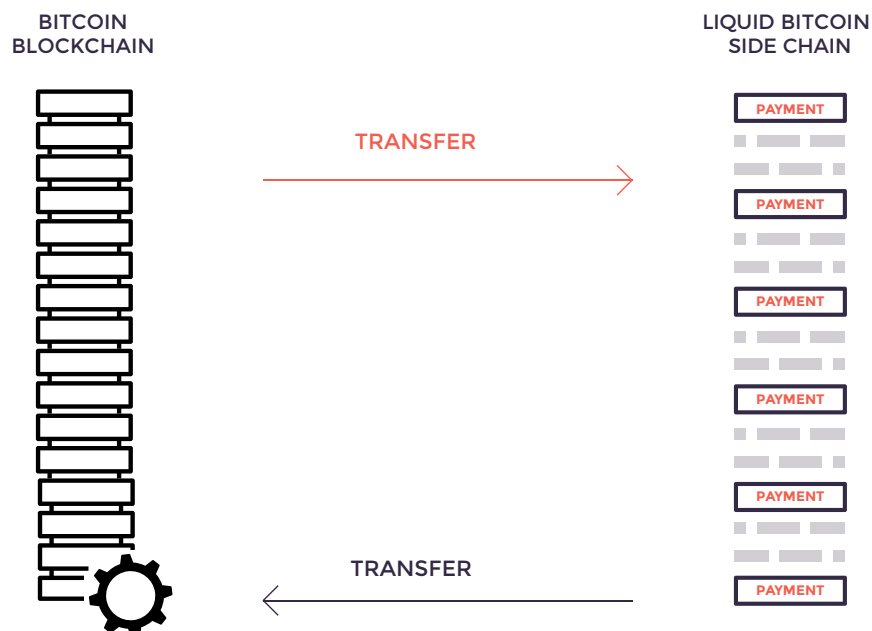 BITCOIN
BLOCKCHAIN
LIQUID BITCOIN
SIDE CHAIN
TRANSFER
PAYMENT
PAYMENT
PAYMENT
PAYMENT
PAYMENT
TRANSFER
PAYMENT